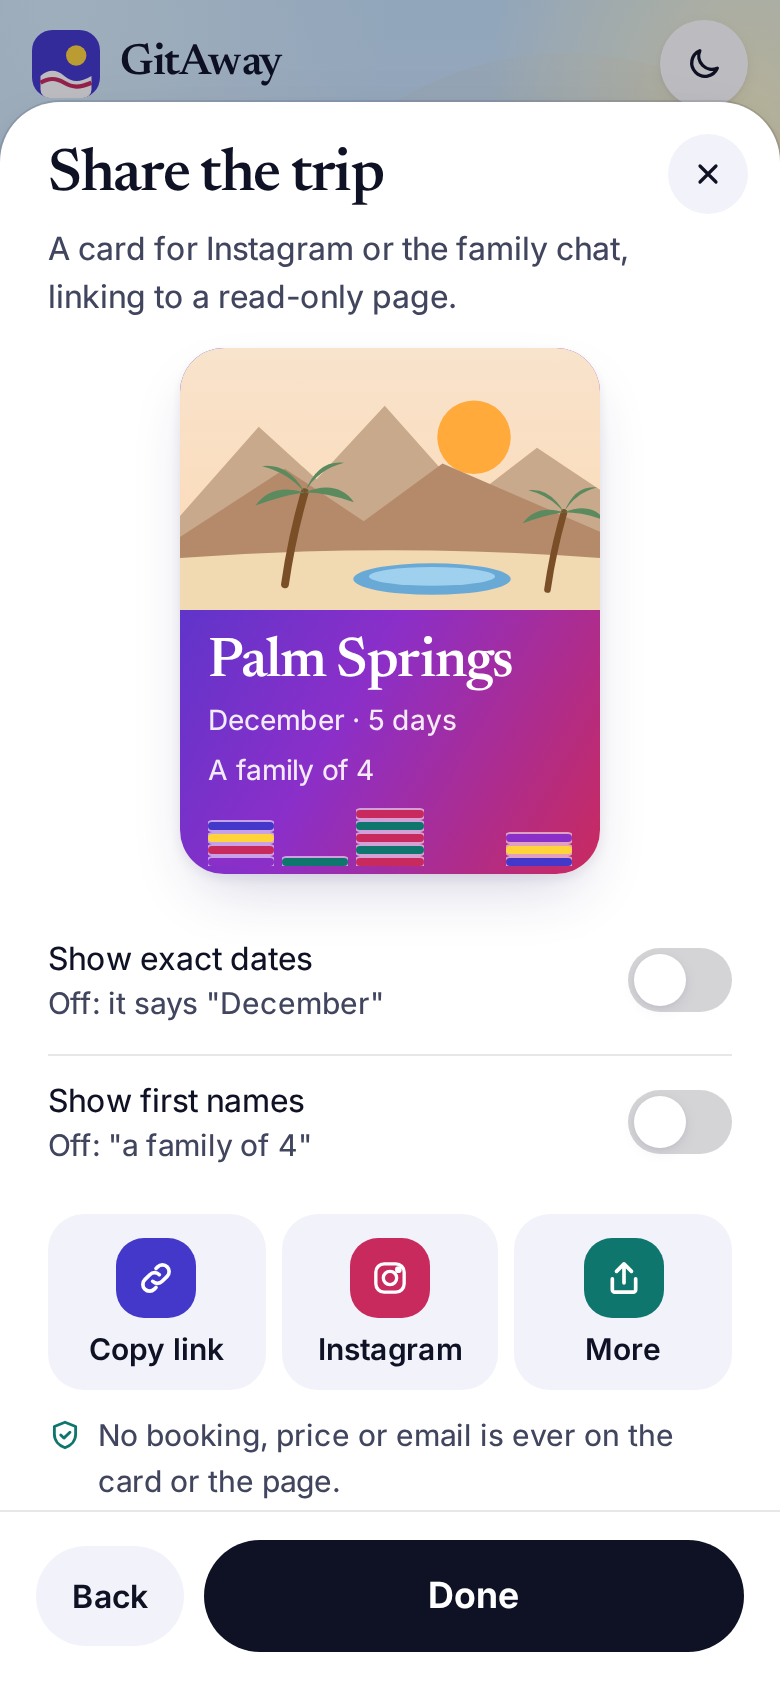 GitAway
Share the trip
A card for Instagram or the family chat,
linking to a read-only page.
Palm Springs
December · 5 days
A family of 4
Show exact dates
Off: it says "December"
Show first names
Off: "a family of 4"
Copy link
Instagram
More
No booking, price or email is ever on the
card or the page.
Back
Done